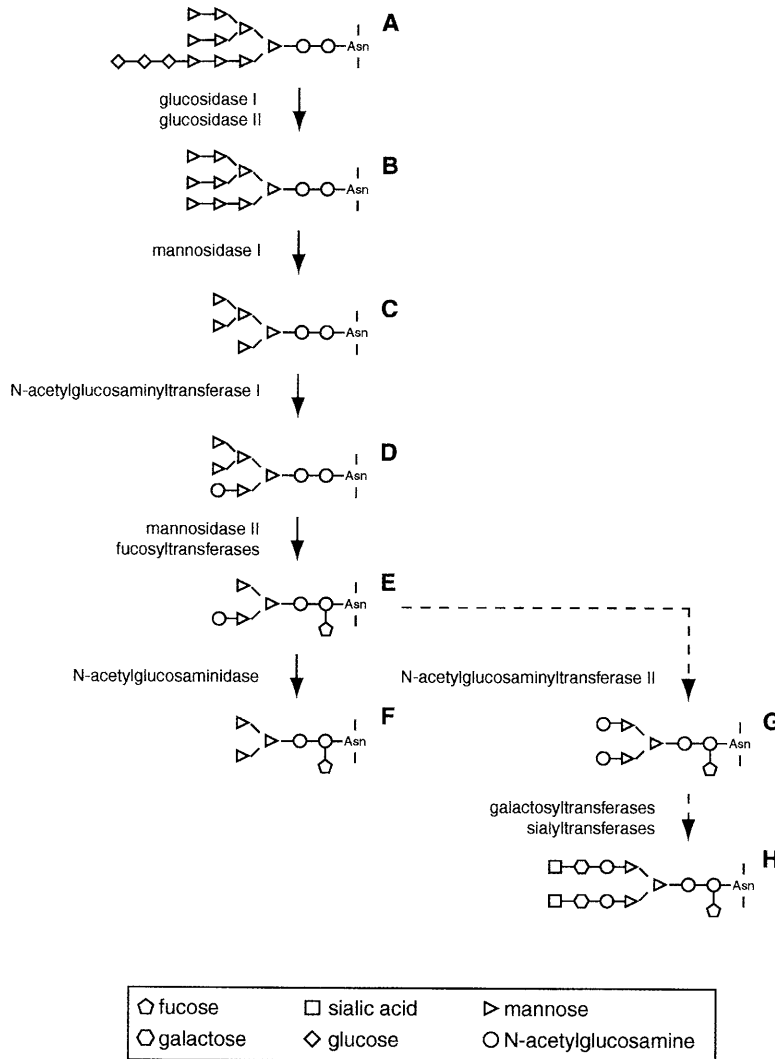 A
Asn
glucosidase I
glucosidase II
B
Asn
mannosidase I
C
Asn
N-acetylglucosaminyltransferase I
D
Asn
mannosidase II
fucosyltransferases
E
Asn
N-acetylglucosaminidase
N-acetylglucosaminyltransferase II
F
Asn
G
Asn
galactosyltransferases
sialyltransferases
H
Asn
fucose sialic acid mannose
galactose glucose N-acetylglucosamine